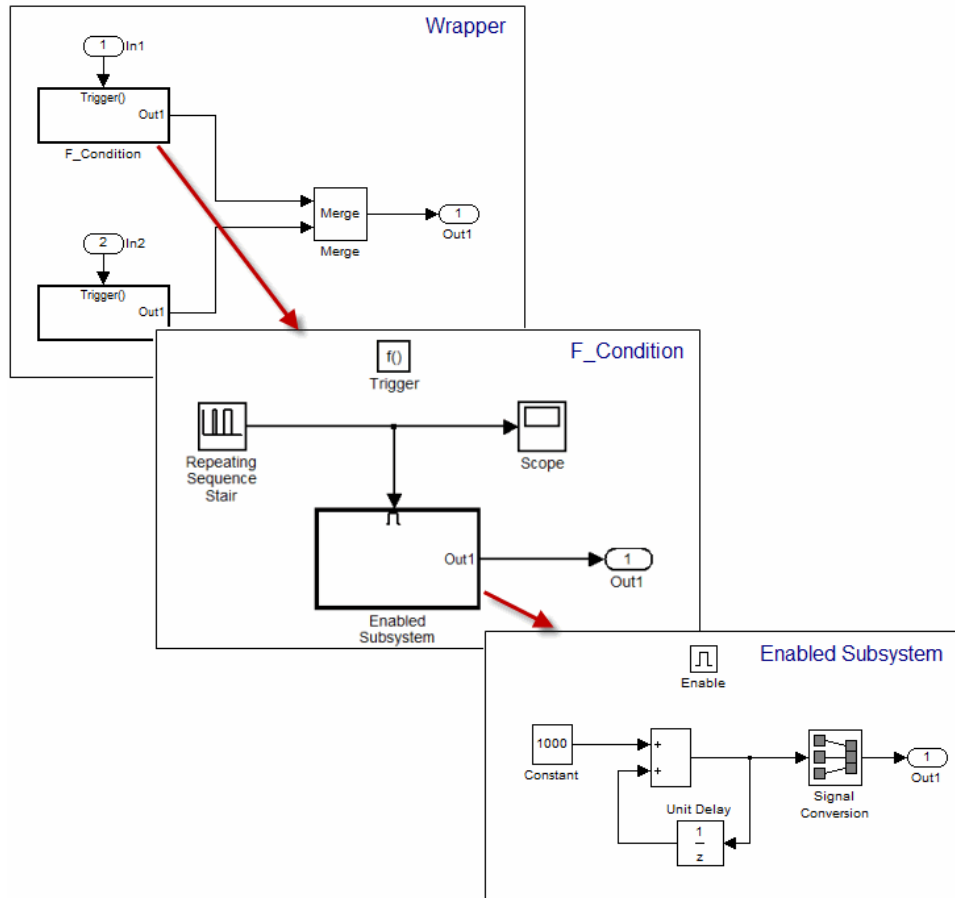 Wrapper
1 In1
Trigger()
Out1
F_Condition
Merge
Merge
1
Out1
2 In2
Trigger()
Out1
F_Condition
f()
Trigger
Repeating
Sequence
Stair
Scope
Out1
1
Out1
Enabled
Subsystem
Enabled Subsystem
Enable
1000
Constant
+
+
Unit Delay
1
z
Signal
Conversion
1
Out1